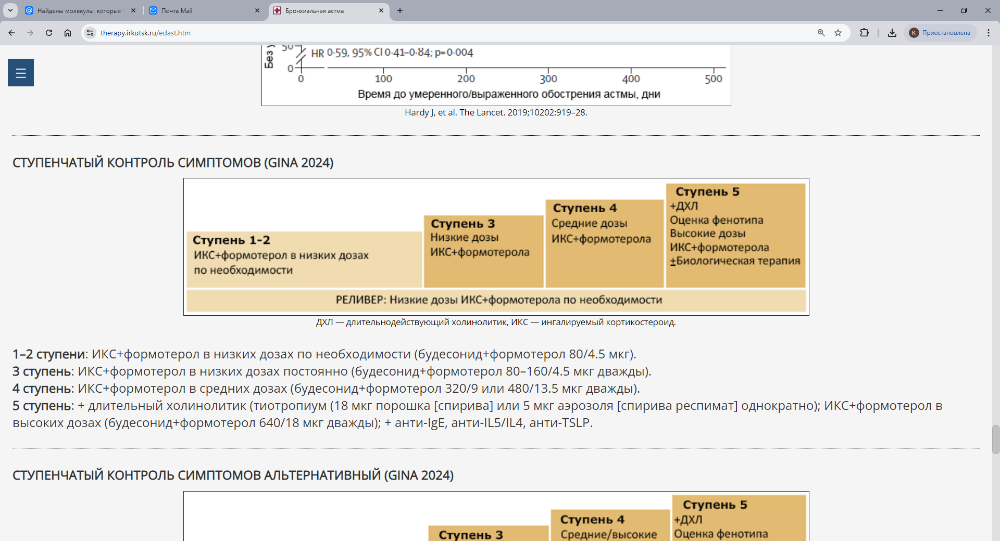 Найдены молекулы, которые
Почта Mail
Бронхиальная астма
therapy.irkutsk.ru/edast.htm
К Приостановлена
50
HR 0·59, 95% CI 0·41–0·84; p=0·004
Без
0
0 100 200 300 400 500
Время до умеренного/выраженного обострения астмы, дни
Hardy J, et al. The Lancet. 2019;10202:919–28.
СТУПЕНЧАТЫЙ КОНТРОЛЬ СИМПТОМОВ (GINA 2024)
Ступень 1-2
ИКС+формотерол в низких дозах
по необходимости
Ступень 3
Низкие дозы
ИКС+формотерола
Ступень 4
Средние дозы
ИКС+формотерола
Ступень 5
+ДХЛ
Оценка фенотипа
Высокие дозы
ИКС+формотерола
±Биологическая терапия
РЕЛИВЕР: Низкие дозы ИКС+формотерола по необходимости
ДХЛ — длительнодействующий холинолитик, ИКС — ингалируемый кортикостероид.
1–2 ступени: ИКС+формотерол в низких дозах по необходимости (будесонид+формотерол 80/4.5 мкг).
3 ступень: ИКС+формотерол в низких дозах постоянно (будесонид+формотерол 80–160/4.5 мкг дважды).
4 ступень: ИКС+формотерол в средних дозах (будесонид+формотерол 320/9 или 480/13.5 мкг дважды).
5 ступень: + длительный холинолитик (тиотропиум (18 мкг порошка [спирива] или 5 мкг аэрозоля [спирива респимат] однократно); ИКС+формотерол в
высоких дозах (будесонид+формотерол 640/18 мкг дважды); + анти-IgE, анти-IL5/IL4, анти-TSLP.
СТУПЕНЧАТЫЙ КОНТРОЛЬ СИМПТОМОВ АЛЬТЕРНАТИВНЫЙ (GINA 2024)
Ступень 3
Ступень 4
Средние/высокие
Ступень 5
+ДХЛ
Оценка фенотипа